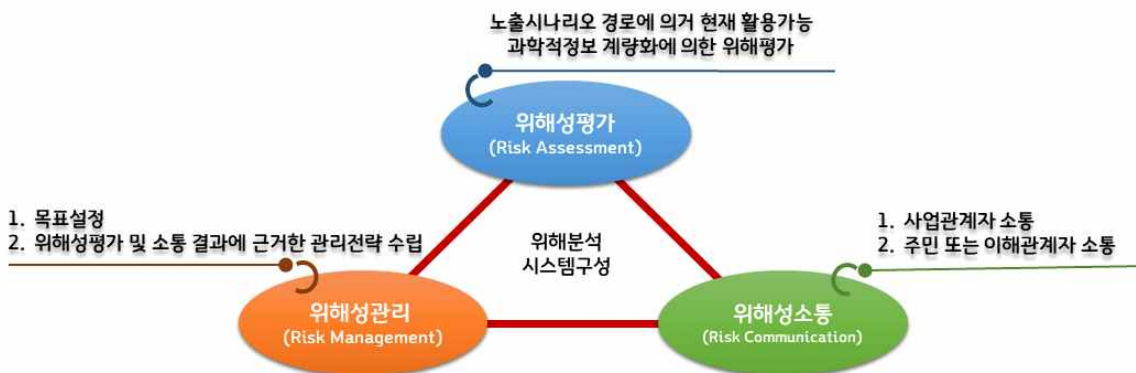 노출시나리오 경로에 의거 현재 활용가능
과학적정보 계량화에 의한 위해평가
위해성평가
(Risk Assessment)
1. 목표설정
2. 위해성평가 및 소통 결과에 근거한 관리전략 수립
1. 사업관계자 소통
2. 주민 또는 이해관계자 소통
위해분석
시스템구성
위해성관리
(Risk Management)
위해성소통
(Risk Communication)